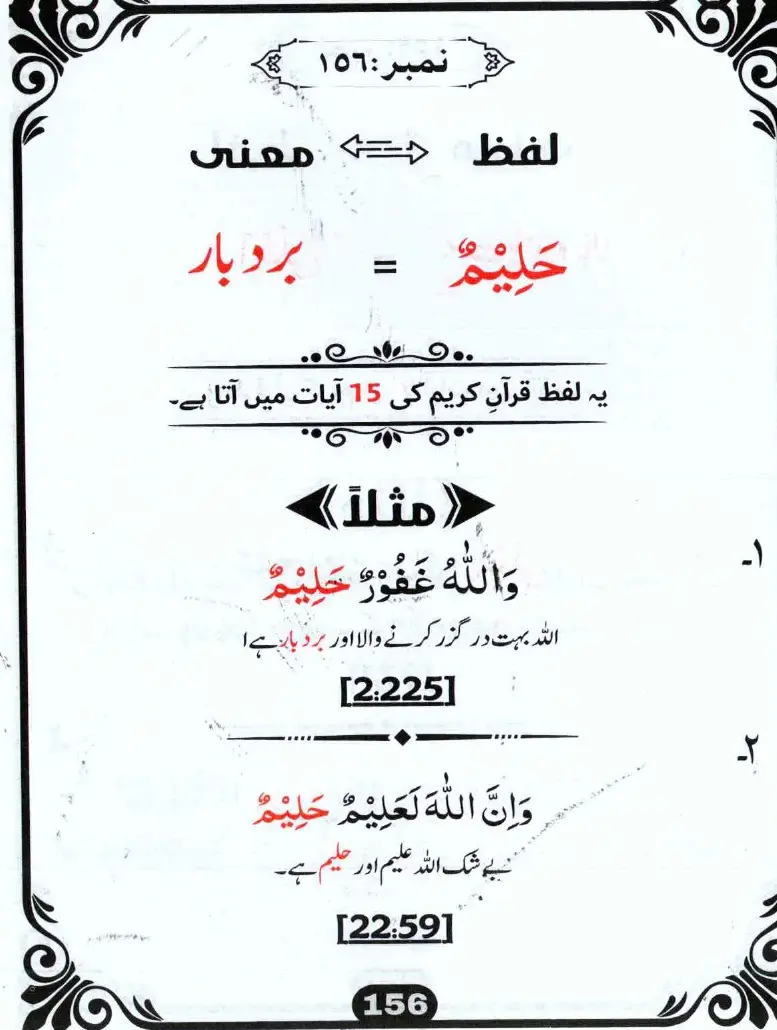 نمبر:۱۵۶
لفظ معنی
حَلِيْمٌ = بردبار
یہ لفظ قرآنِ کریم کی 15 آیات میں آتا ہے۔
مثلاً
۱۔
وَاللّٰهُ غَفُوْرٌ حَلِيْمٌ
اللہ بہت درگزر کرنے والا اور بردبار ہے۔
[2:225]
۲۔
وَاِنَّ اللّٰهَ لَعَلِيْمٌ حَلِيْمٌ
بے شک اللہ علیم اور حلیم ہے۔
[22:59]
156